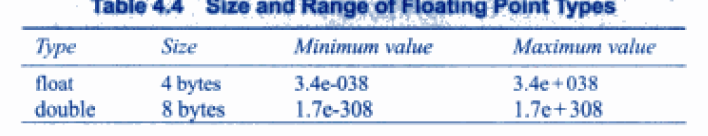 Table 4.4 Size and Range of Floating Point Types
Type Size Minimum value Maximum value
float 4 bytes 3.4e-038 3.4e+038
double 8 bytes 1.7e-308 1.7e+308